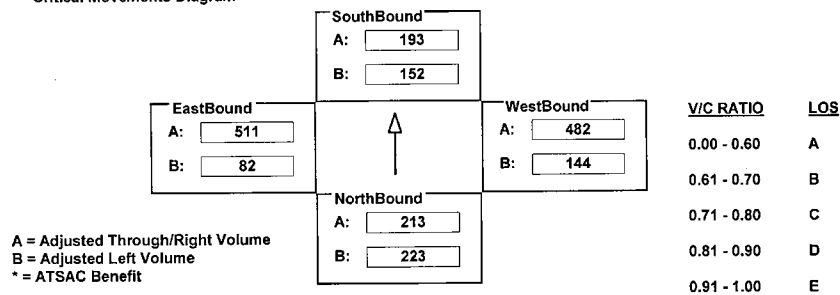 Critical Movements Diagram
SouthBound
A: 193
B: 152
EastBound
A: 511
B: 82
WestBound
A: 482
B: 144
NorthBound
A: 213
B: 223
A = Adjusted Through/Right Volume
B = Adjusted Left Volume
* = ATSAC Benefit
V/C RATIO LOS
0.00 - 0.60 A
0.61 - 0.70 B
0.71 - 0.80 C
0.81 - 0.90 D
0.91 - 1.00 E